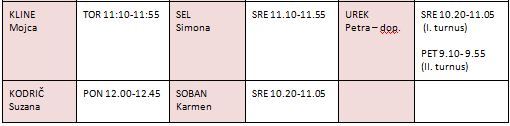 KLINE
Mojca
TOR 11:10-11:55
SEL
Simona
SRE 11.10-11.55
UREK
Petra – dop.
SRE 10.20-11.05
(I. turnus)
PET 9.10- 9.55
(II. turnus)
KODRIČ
Suzana
PON 12.00-12.45
SOBAN
Karmen
SRE 10.20-11.05